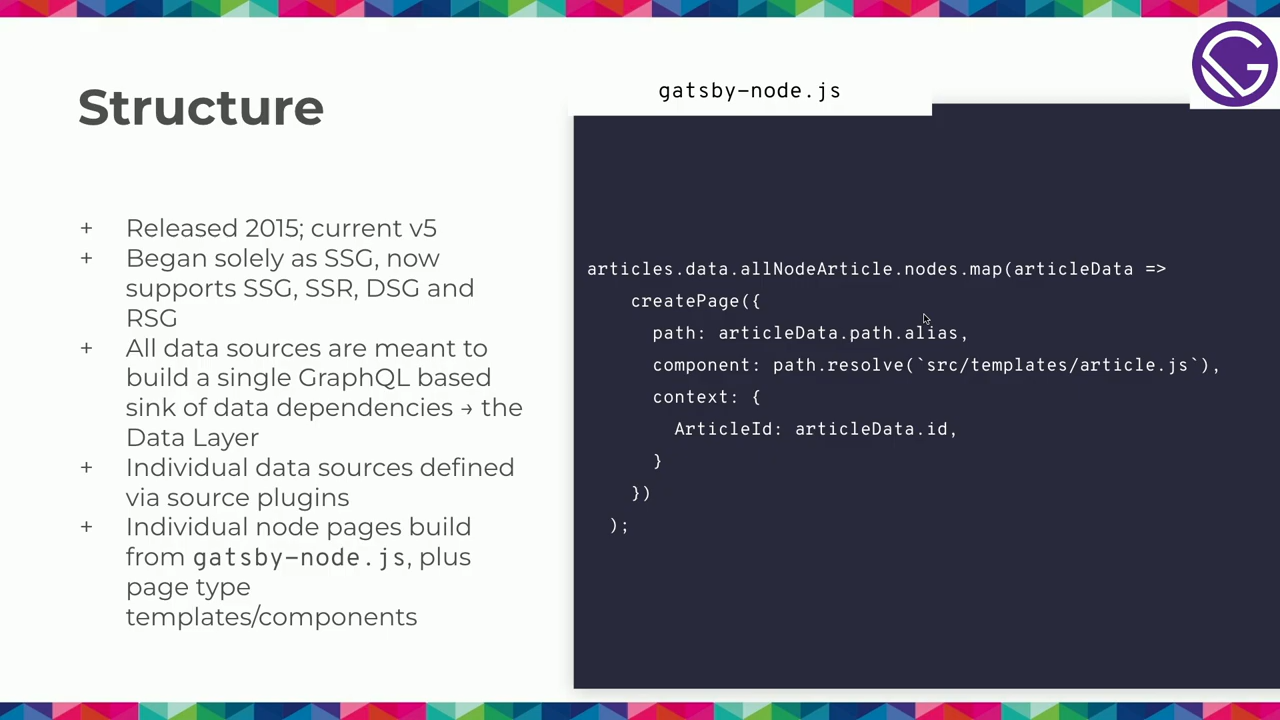 Structure
+ Released 2015; current v5
+ Began solely as SSG, now
supports SSG, SSR, DSG and
RSG
+ All data sources are meant to
build a single GraphQL based
sink of data dependencies → the
Data Layer
+ Individual data sources defined
via source plugins
+ Individual node pages build
from gatsby-node.js, plus
page type
templates/components
gatsby-node.js
articles.data.allNodeArticle.nodes.map(articleData =>
createPage({
path: articleData.path.alias,
component: path.resolve(`src/templates/article.js`),
context: {
ArticleId: articleData.id,
}
})
);